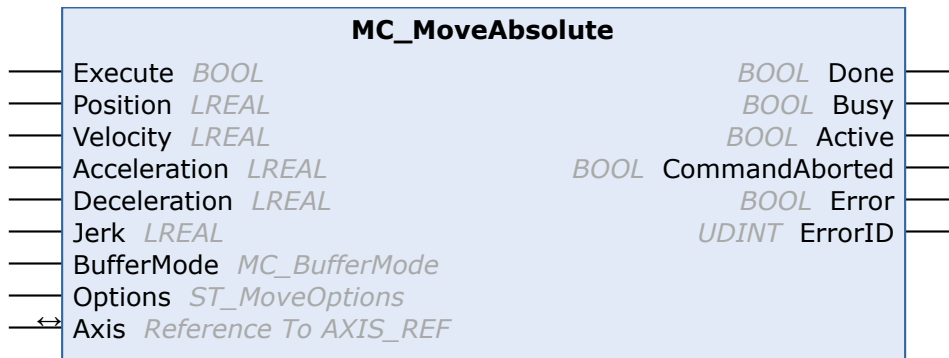 MC_MoveAbsolute
Execute BOOL BOOL Done
Position LREAL BOOL Busy
Velocity LREAL BOOL Active
Acceleration LREAL BOOL CommandAborted
Deceleration LREAL BOOL Error
Jerk LREAL UDINT ErrorID
BufferMode MC_BufferMode
Options ST_MoveOptions
↔ Axis Reference To AXIS_REF